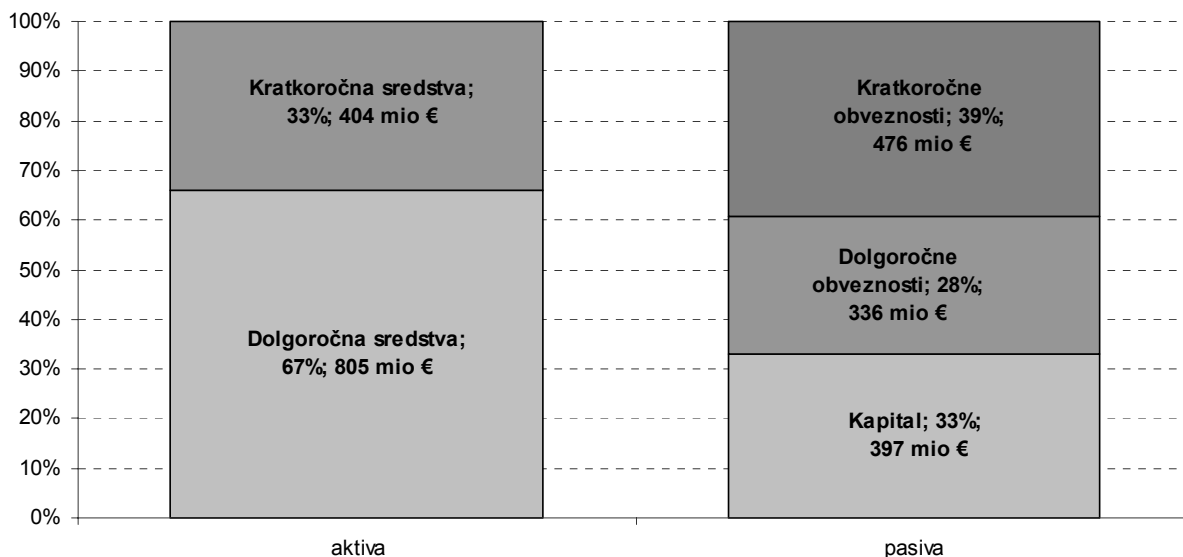 100%
90%
80%
70%
60%
50%
40%
30%
20%
10%
0%
Kratkoročna sredstva;
33%; 404 mio €
Dolgoročna sredstva;
67%; 805 mio €
Kratkoročne
obveznosti; 39%;
476 mio €
Dolgoročne
obveznosti; 28%;
336 mio €
Kapital; 33%;
397 mio €
aktiva
pasiva